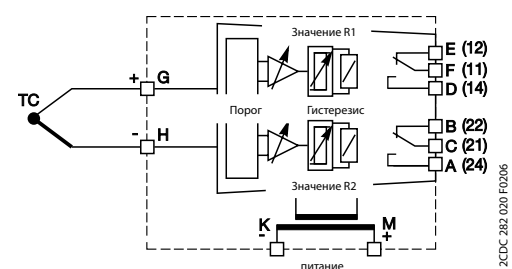 Значение R1
E (12)
+ G
F (11)
TC
Порог
Гистерезис
D (14)
B (22)
- H
C (21)
A (24)
Значение R2
K M
- +
питание
2CDC 282 020 F0206